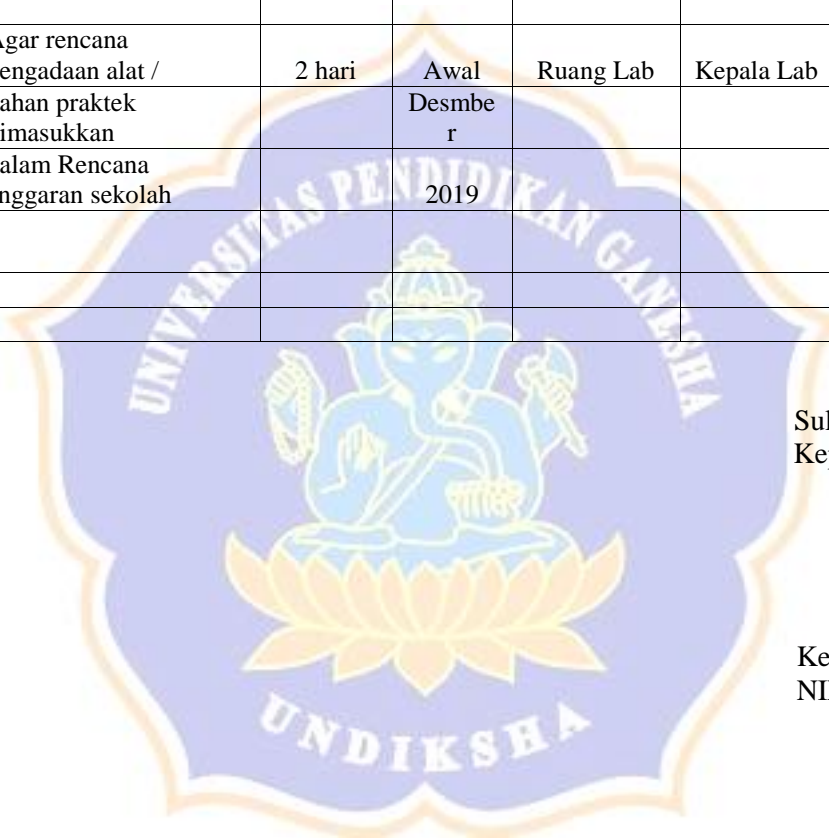 Agar rencana
engadaan alat / 2 hari Awal Ruang Lab Kepala Lab
ahan praktek Desmbe
imasukkan r
alam Rencana
nggaran sekolah 2019
UNIVERSITAS PENDIDIKAN GANESHA
UNDIKSHA
Sul
Kep
Ke
NI